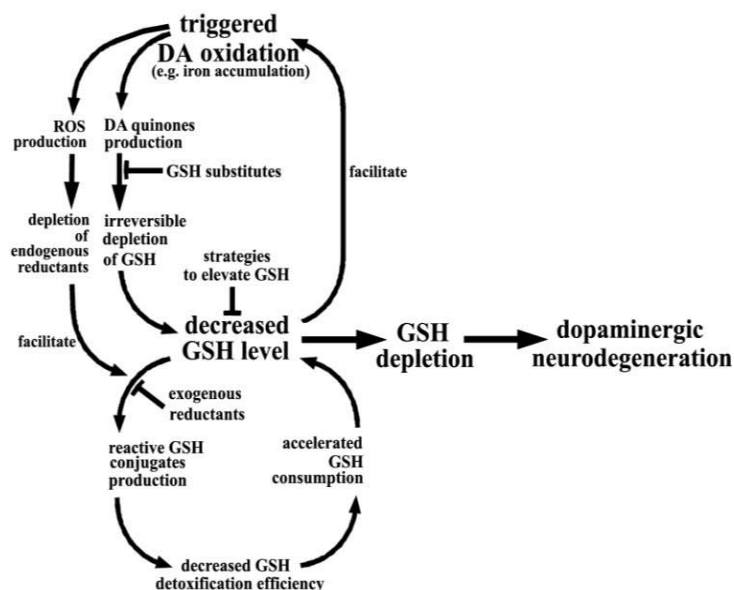 triggered
DA oxidation
(e.g. iron accumulation)
ROS
production
DA quinones
production
GSH substitutes
facilitate
depletion
of
endogenous
reductants
irreversible
depletion
of GSH
strategies
to elevate GSH
facilitate
decreased
GSH level
GSH
depletion
dopaminergic
neurodegeneration
exogenous
reductants
reactive GSH
conjugates
production
accelerated
GSH
consumption
decreased GSH
detoxification efficiency